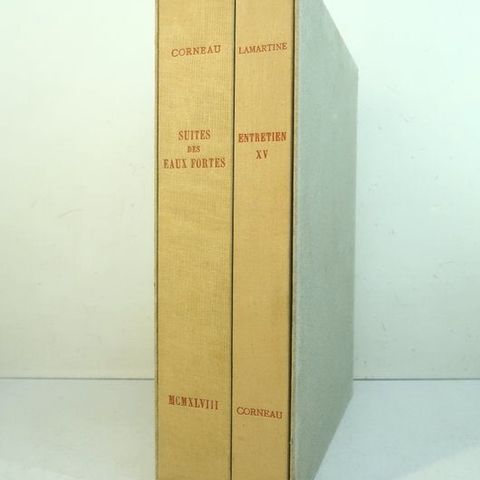 CORNEAU
SUITES
DES
EAUX FORTES
MCMXLVIII
LAMARTINE
ENTRETIEN
XV
CORNEAU